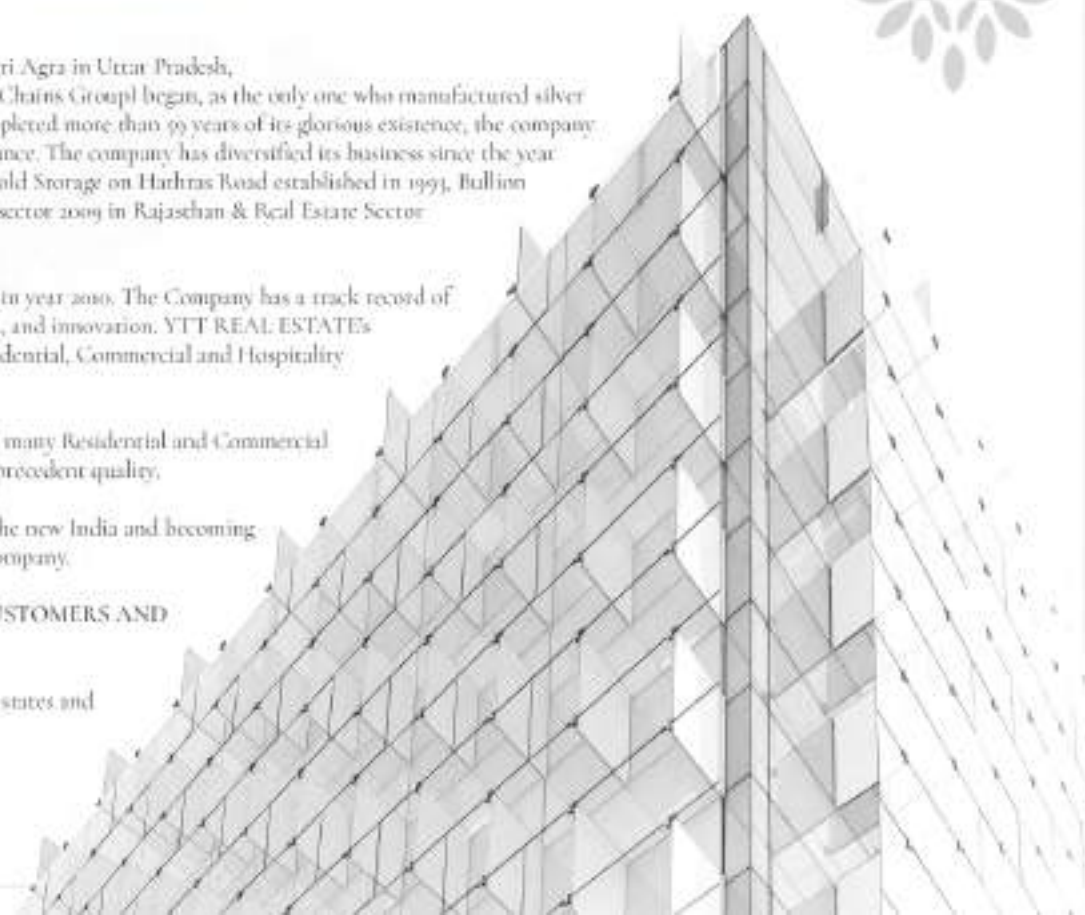 ri Agra in Uttar Pradesh,
Chains Group] began, as the only one who manufactured silver
pleted more than 59 years of its glorious existence, the company
ance. The company has diversified its business since the year
old Storage on Hathras Road established in 1993, Bullion
sector 2009 in Rajasthan & Real Estate Sector
in year 2010. The Company has a track record of
, and innovation. YTT REAL ESTATE's
dential, Commercial and Hospitality
many Residential and Commercial
precedent quality.
he new India and becoming
ompany.
USTOMERS AND
states and